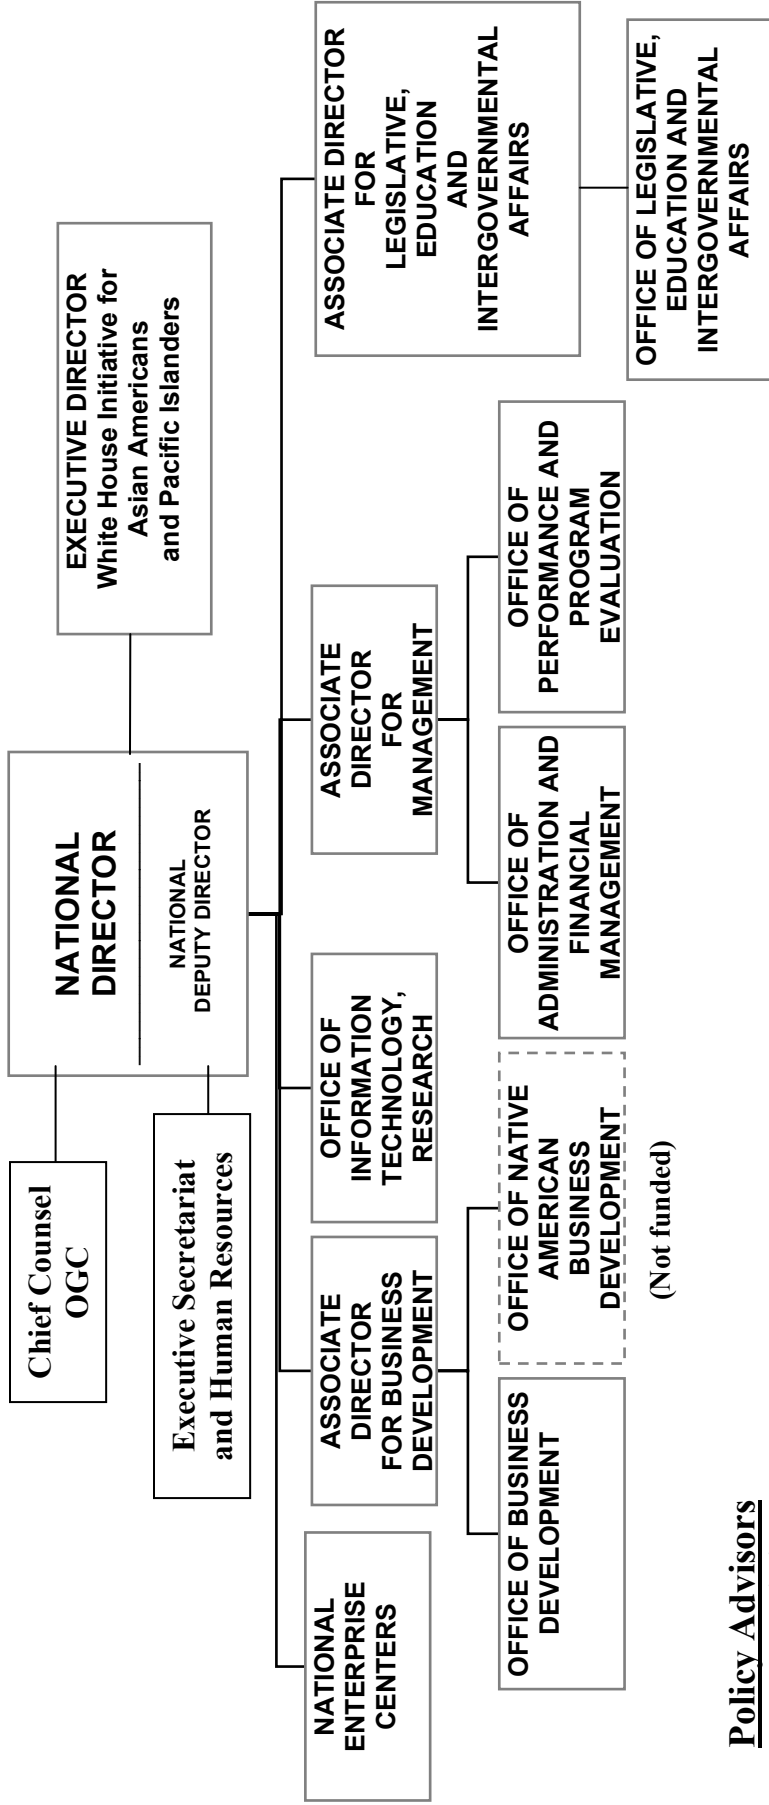 Chief Counsel
OGC
NATIONAL
DIRECTOR
NATIONAL
DEPUTY DIRECTOR
EXECUTIVE DIRECTOR
White House Initiative for
Asian Americans
and Pacific Islanders
Executive Secretariat
and Human Resources
NATIONAL
ENTERPRISE
CENTERS
ASSOCIATE
DIRECTOR
FOR BUSINESS
DEVELOPMENT
OFFICE OF
INFORMATION
TECHNOLOGY,
RESEARCH
ASSOCIATE
DIRECTOR
FOR
MANAGEMENT
ASSOCIATE DIRECTOR
FOR
LEGISLATIVE,
EDUCATION
AND
INTERGOVERNMENTAL
AFFAIRS
OFFICE OF BUSINESS
DEVELOPMENT
OFFICE OF NATIVE
AMERICAN
BUSINESS
DEVELOPMENT
(Not funded)
OFFICE OF
ADMINISTRATION AND
FINANCIAL
MANAGEMENT
OFFICE OF
PERFORMANCE AND
PROGRAM
EVALUATION
OFFICE OF LEGISLATIVE,
EDUCATION AND
INTERGOVERNMENTAL
AFFAIRS
Policy Advisors